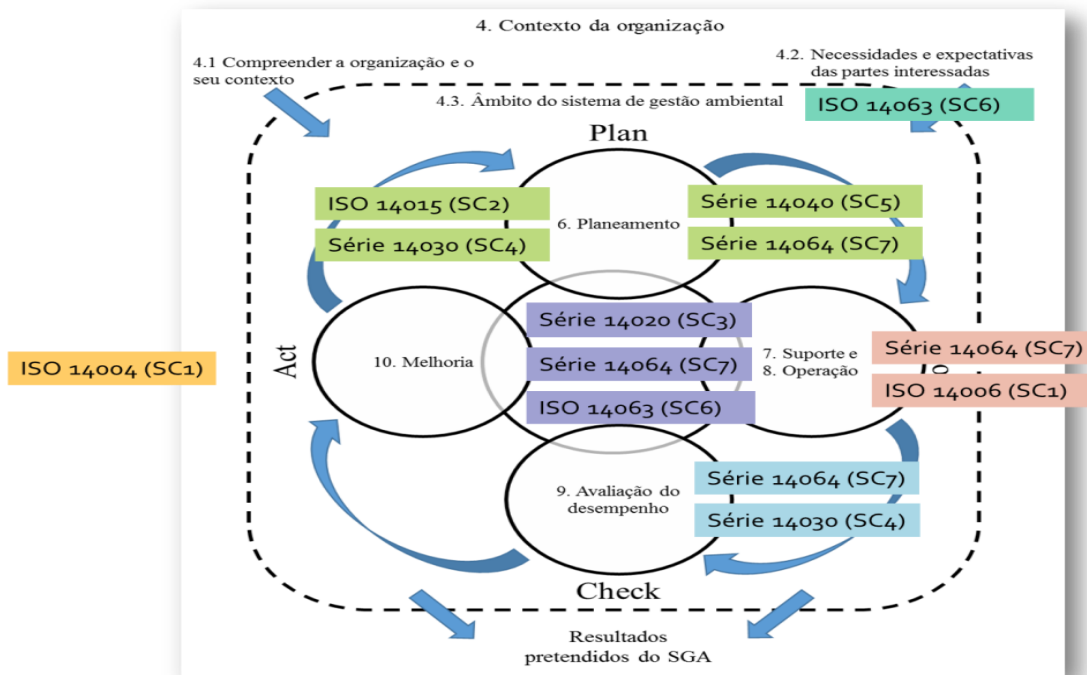 4. Contexto da organização
4.1 Compreender a organização e o
seu contexto
4.2. Necessidades e expectativas
das partes interessadas
4.3. Âmbito do sistema de gestão ambiental
ISO 14063 (SC6)
Plan
ISO 14015 (SC2)
Série 14030 (SC4)
6. Planeamento
Série 14040 (SC5)
Série 14064 (SC7)
ISO 14004 (SC1)
Act
10. Melhoria
Série 14020 (SC3)
Série 14064 (SC7)
ISO 14063 (SC6)
7. Suporte e
8. Operação
Série 14064 (SC7)
ISO 14006 (SC1)
9. Avaliação do
desempenho
Série 14064 (SC7)
Série 14030 (SC4)
Check
Resultados
pretendidos do SGA